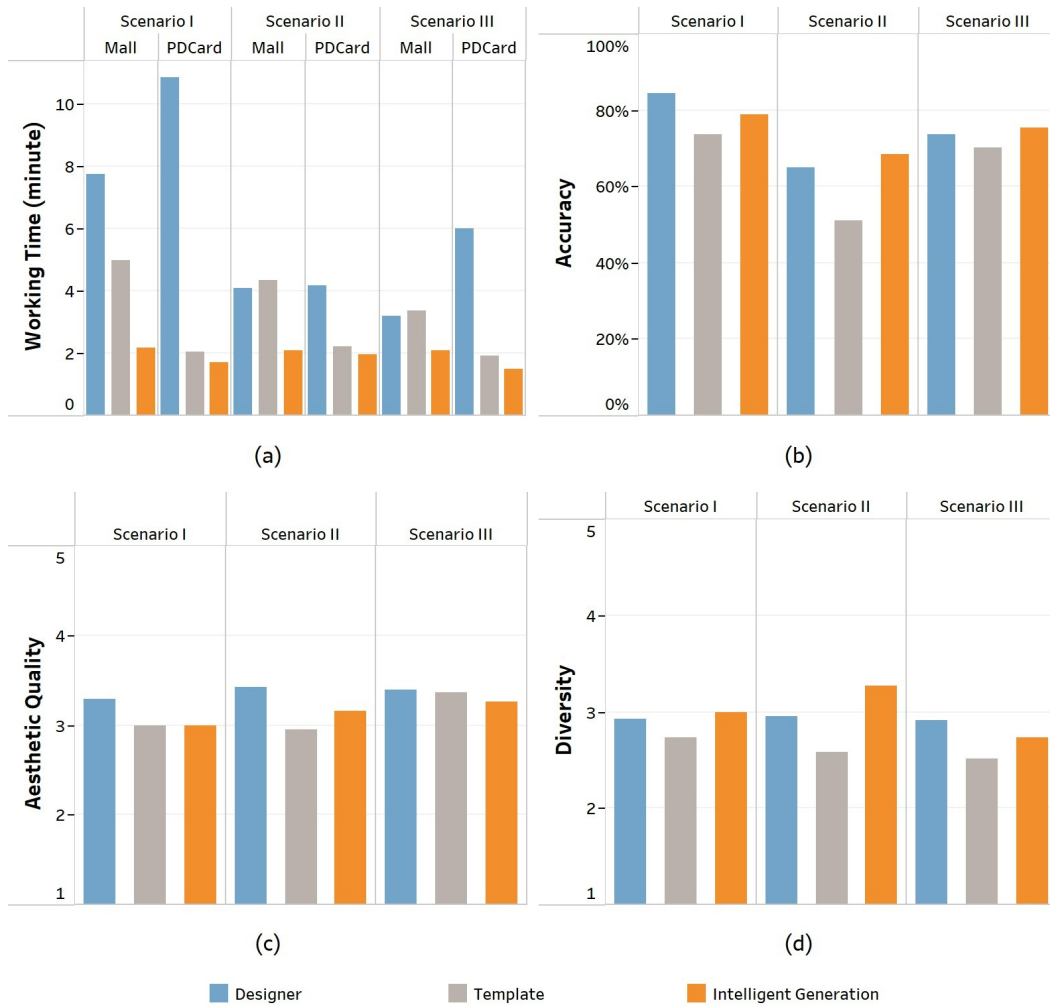 Scenario I Scenario II Scenario III
Mall PDCard Mall PDCard Mall PDCard
Working Time (minute)
10
8
6
4
2
0
(a)
Scenario I Scenario II Scenario III
Accuracy
100%
80%
60%
40%
20%
0%
(b)
Scenario I Scenario II Scenario III
Aesthetic Quality
5
4
3
2
1
(c)
Scenario I Scenario II Scenario III
Diversity
5
4
3
2
1
(d)
Designer Template Intelligent Generation